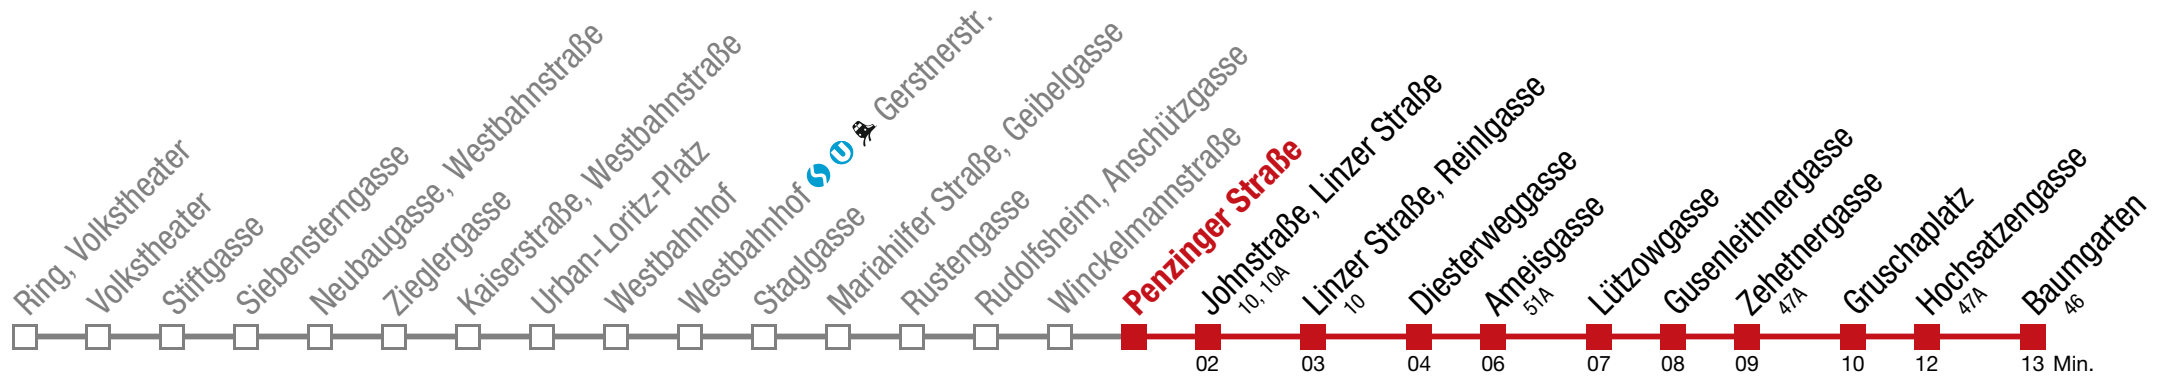 Ring, Volkstheater
Volkstheater
Stiftgasse
Siebensterngasse
Neubaugasse, Westbahnstraße
Zieglergasse
Kaiserstraße, Westbahnstraße
Urban-Loritz-Platz
Westbahnhof
Westbahnhof S U Gerstnerstr.
Staglgasse
Mariahilfer Straße, Geibelgasse
Rustengasse
Rudolfsheim, Anschützgasse
Winckelmannstraße
Penzinger Straße
Johnstraße, Linzer Straße
10, 10A
Linzer Straße, Reinlgasse
10
Diesterweggasse
Ameisgasse
51A
Lützowgasse
Gusenleithnergasse
Zehetnergasse
47A
Gruschaplatz
Hochsatzengasse
47A
Baumgarten
46
02 03 04 06 07 08 09 10 12 13 Min.